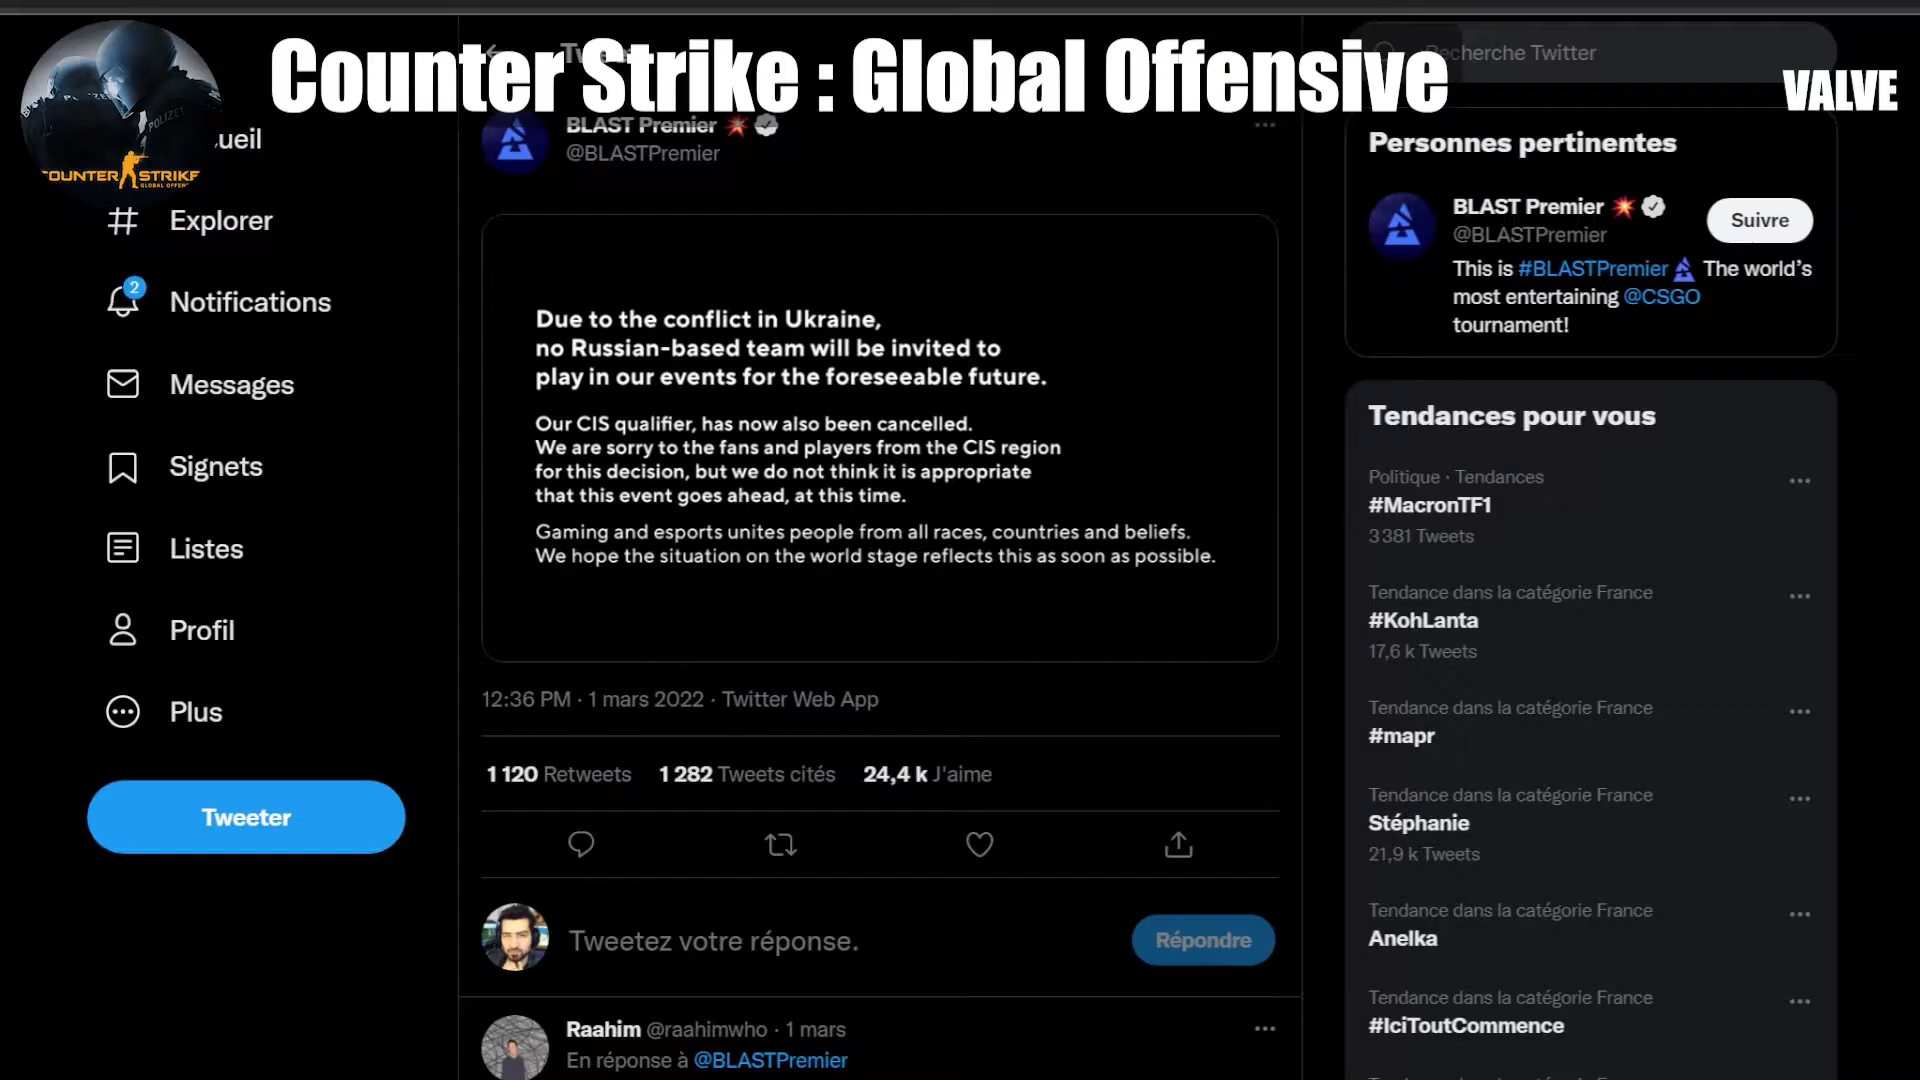 Counter Strike : Global Offensive
VALVE
POLIZEI
COUNTER STRIKE
GLOBAL OFFEN
Recherche Twitter
ueil
Explorer
2
Notifications
Messages
Signets
Listes
Profil
Plus
Tweeter
BLAST Premier
@BLASTPremier
Due to the conflict in Ukraine,
no Russian-based team will be invited to
play in our events for the foreseeable future.
Our CIS qualifier, has now also been cancelled.
We are sorry to the fans and players from the CIS region
for this decision, but we do not think it is appropriate
that this event goes ahead, at this time.
Gaming and esports unites people from all races, countries and beliefs.
We hope the situation on the world stage reflects this as soon as possible.
12:36 PM · 1 mars 2022 · Twitter Web App
1 120 Retweets 1 282 Tweets cités 24,4 k J'aime
Tweetez votre réponse.
Répondre
Raahim @raahimwho · 1 mars
En réponse à @BLASTPremier
Personnes pertinentes
BLAST Premier
@BLASTPremier
Suivre
This is #BLASTPremier The world's
most entertaining @CSGO
tournament!
Tendances pour vous
Politique · Tendances
#MacronTF1
3 381 Tweets
Tendance dans la catégorie France
#KohLanta
17,6 k Tweets
Tendance dans la catégorie France
#mapr
Tendance dans la catégorie France
Stéphanie
21,9 k Tweets
Tendance dans la catégorie France
Anelka
Tendance dans la catégorie France
#IciToutCommence